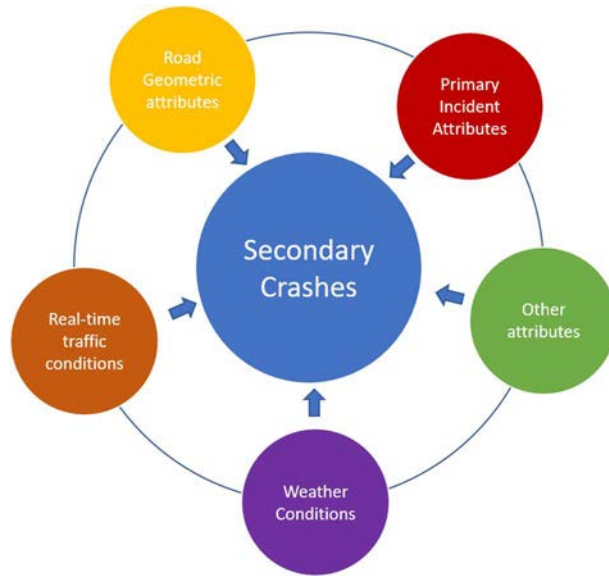 Road
Geometric
attributes
Primary
Incident
Attributes
Secondary
Crashes
Real-time
traffic
conditions
Other
attributes
Weather
Conditions